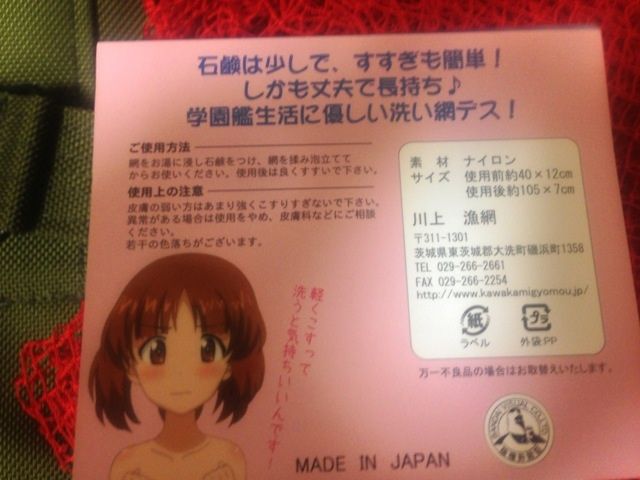 石鹸は少しで、すすぎも簡単！
しかも丈夫で長持ち♪
学園艦生活に優しい洗い網デス！
ご使用方法
網をお湯に浸し石鹸をつけ、網を揉み泡立てて
からお使いください。使用後は良くすすいで下さい。
使用上の注意
皮膚の弱い方はあまり強くこすりすぎないで下さい。
異常がある場合は使用をやめ、皮膚科などにご相談
ください。
若干の色落ちがございます。
素　材　ナイロン
サイズ　使用前約40×12cm
使用後約105×7cm
川上　漁網
〒311-1301
茨城県東茨城郡大洗町磯浜町1358
TEL 029-266-2661
FAX 029-266-2254
http://www.kawakamigyomou.jp/
紙
ラベル
プラ
外袋:PP
万一不良品の場合はお取替えいたします。
軽くこすって
洗うと気持ちいいんです！
BANDAI VISUAL CO.,LTD.
MADE IN JAPAN